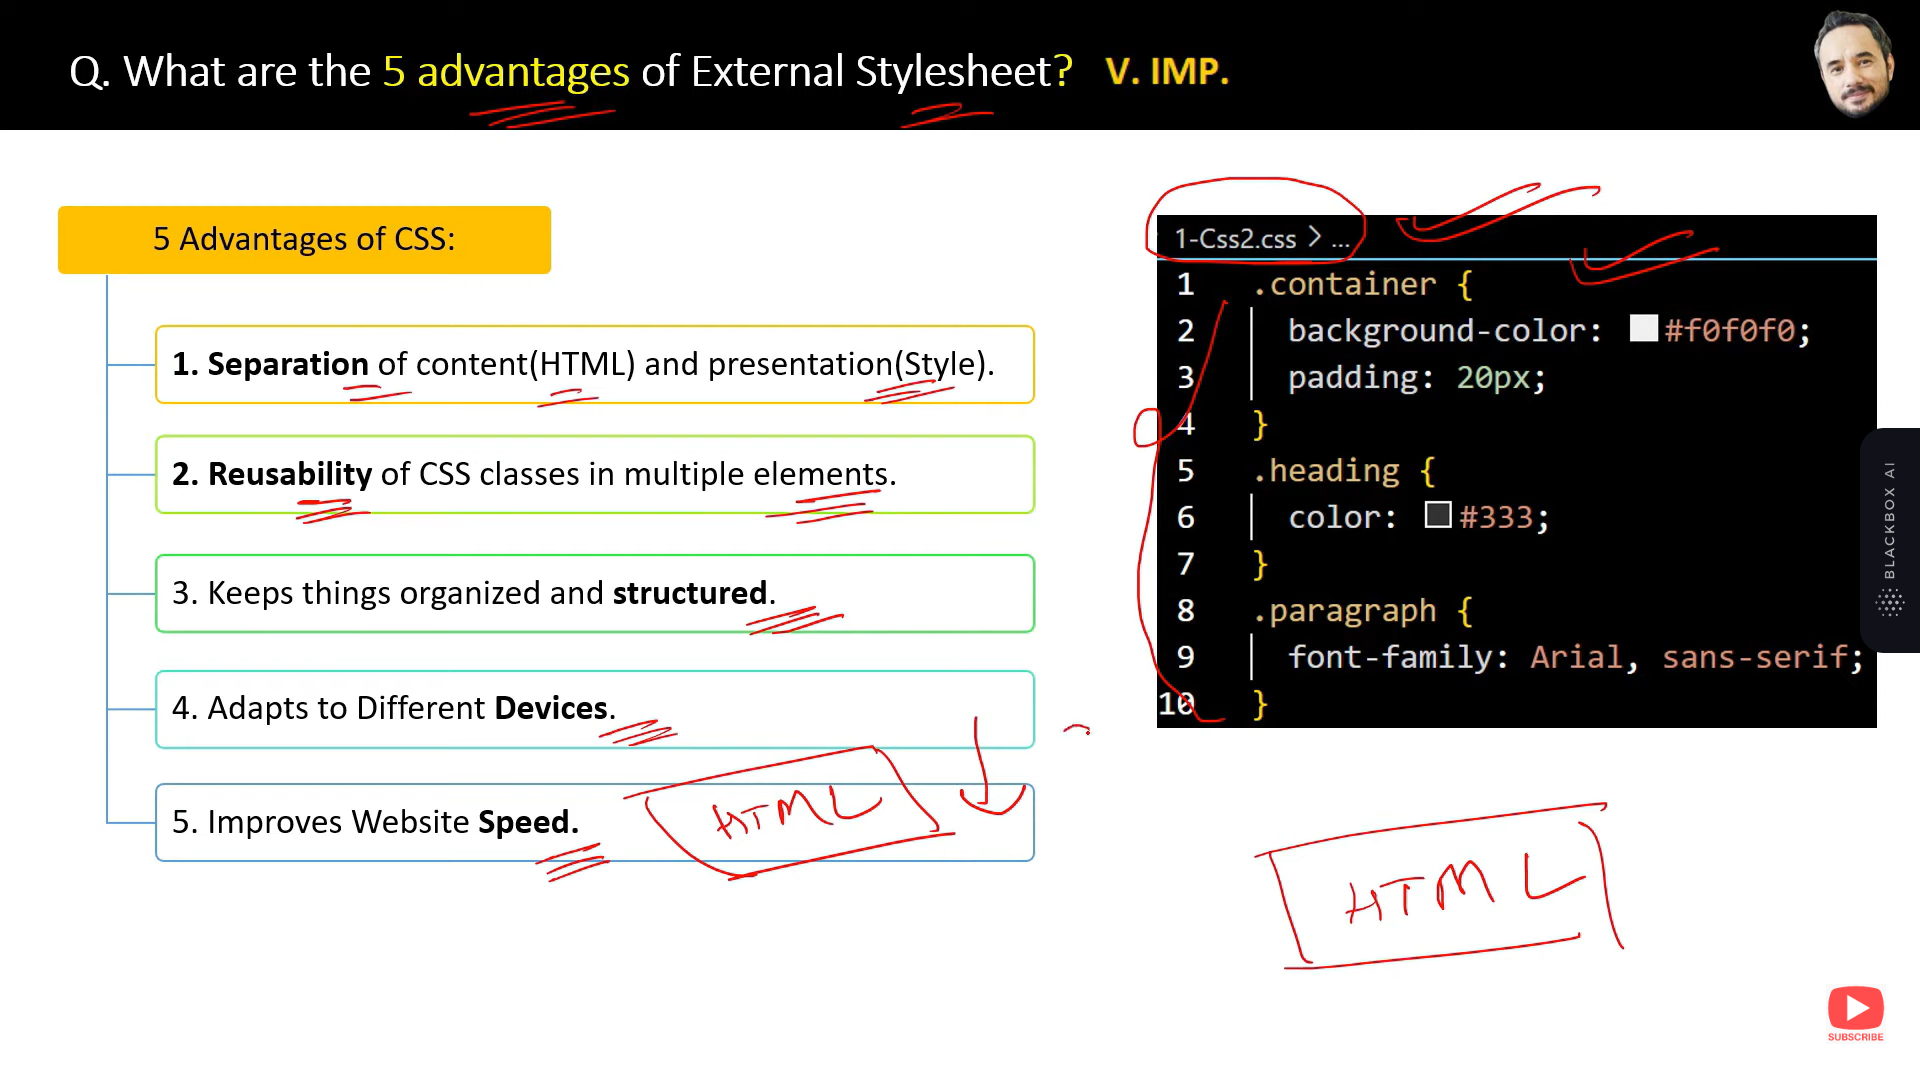 Q. What are the 5 advantages of External Stylesheet? V. IMP.
5 Advantages of CSS:
1. Separation of content(HTML) and presentation(Style).
2. Reusability of CSS classes in multiple elements.
3. Keeps things organized and structured.
4. Adapts to Different Devices.
5. Improves Website Speed.
HTML
1-Css2.css > ...
1 .container {
2 background-color: #f0f0f0;
3 padding: 20px;
4 }
5 .heading {
6 color: #333;
7 }
8 .paragraph {
9 font-family: Arial, sans-serif;
10 }
HTML
BLACKBOX AI
SUBSCRIBE